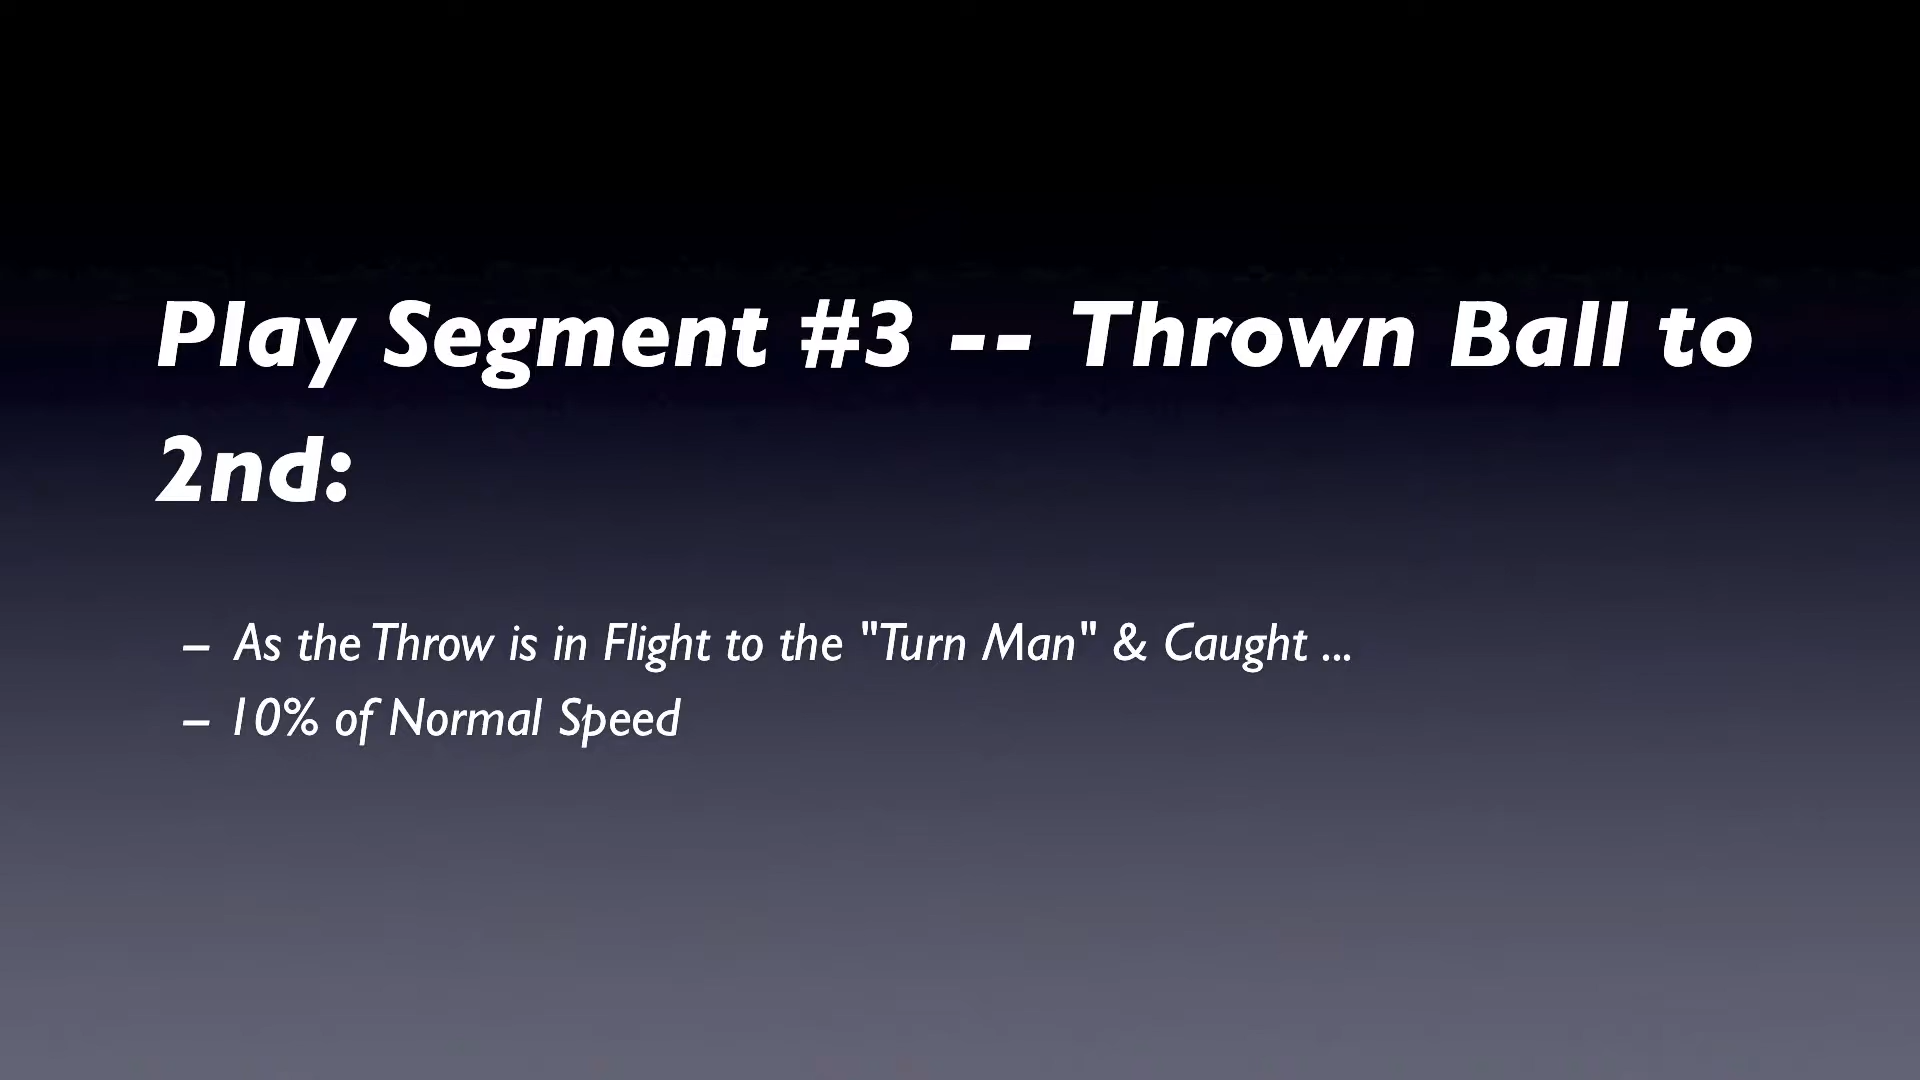 Play Segment #3 -- Thrown Ball to
2nd:
– As the Throw is in Flight to the "Turn Man" & Caught ...
– 10% of Normal Speed